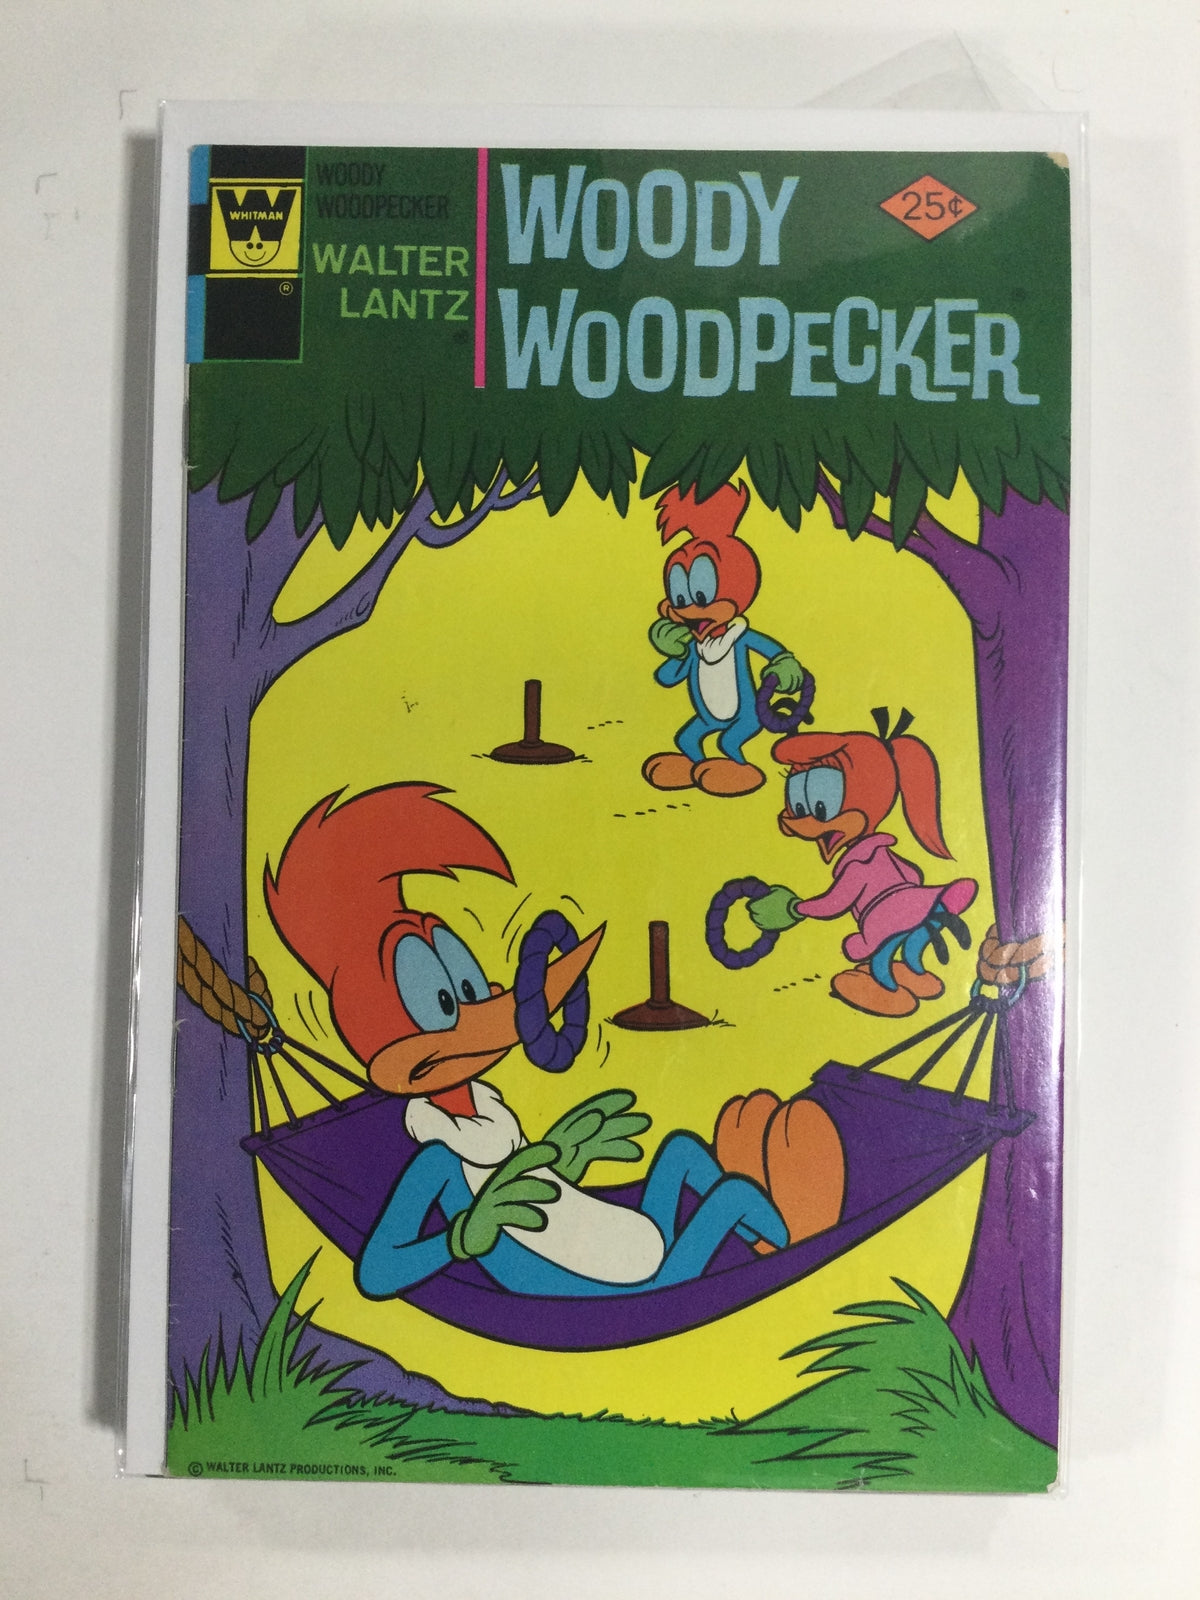 WHITMAN
®
WOODY
WOODPECKER
WALTER
LANTZ
WOODY
WOODPECKER
25¢
© WALTER LANTZ PRODUCTIONS, INC.